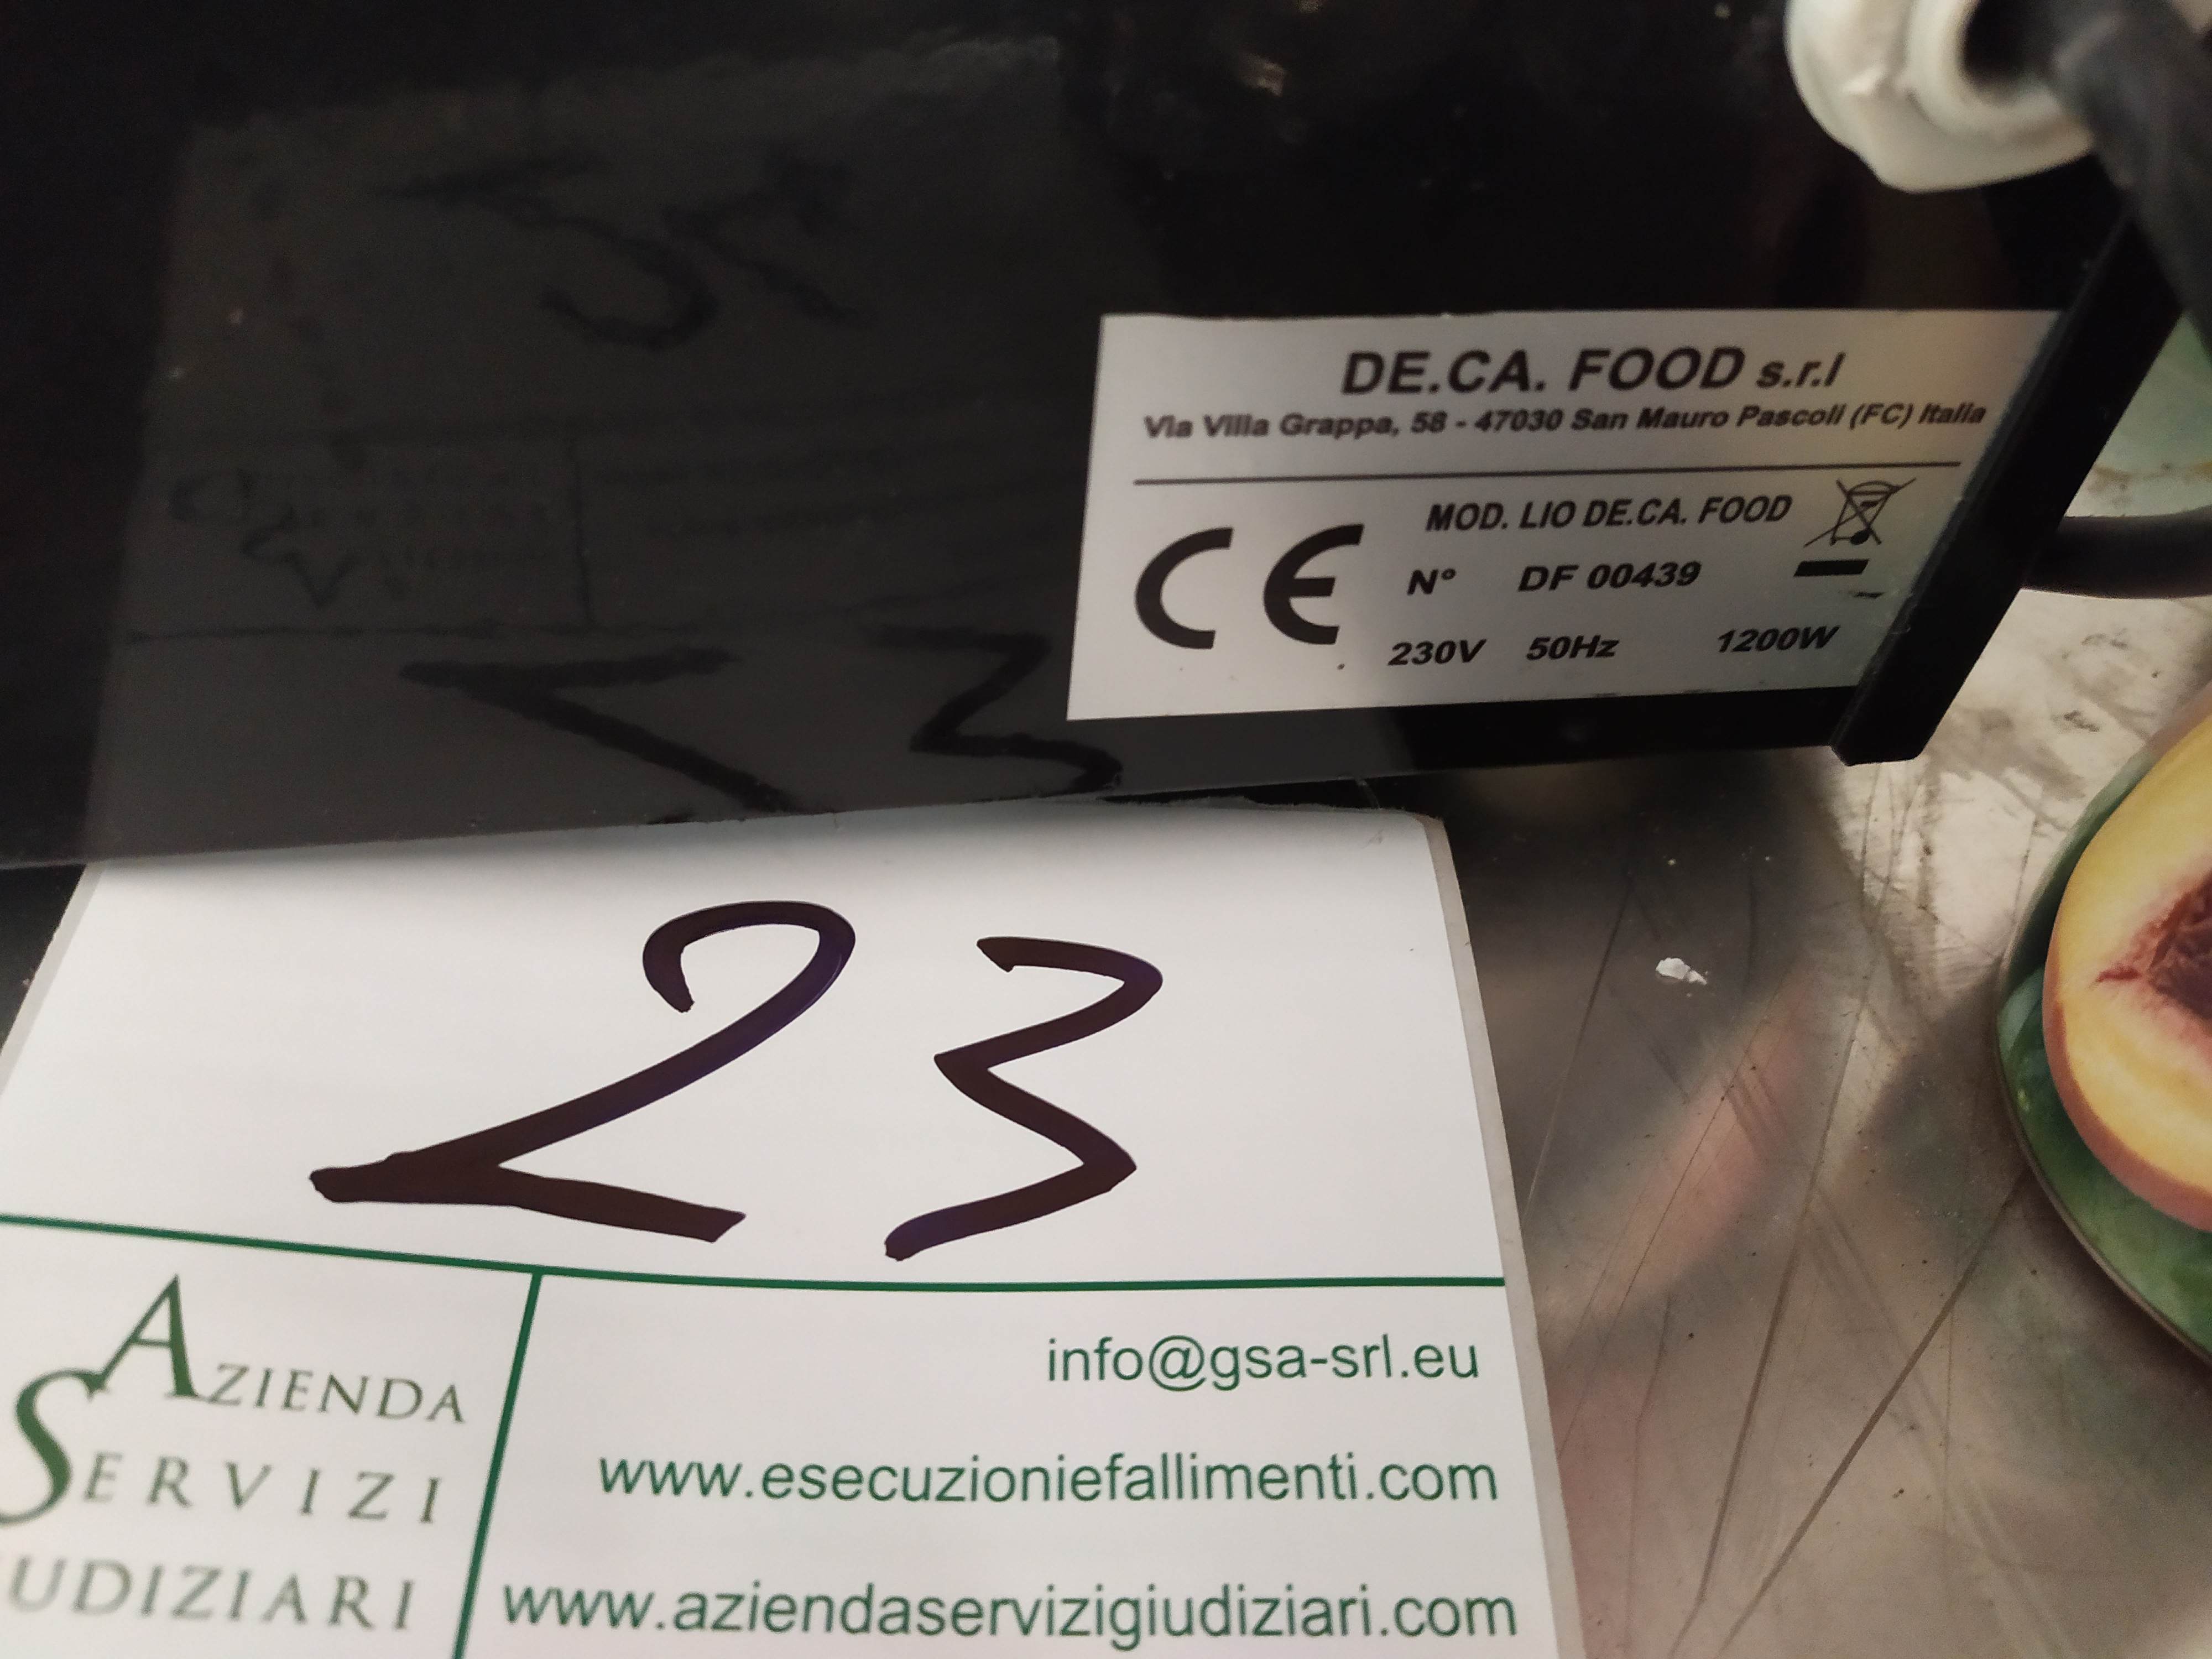 DE.CA. FOOD s.r.l
Via Villa Grappa, 58 - 47030 San Mauro Pascoli (FC) Italia
MOD. LIO DE.CA. FOOD
CE
N° DF 00439
230V 50Hz 1200W
23
AZIENDA
SERVIZI
UDIZIARI
info@gsa-srl.eu
www.esecuzioniefallimenti.com
www.aziendaservizigiudiziari.com